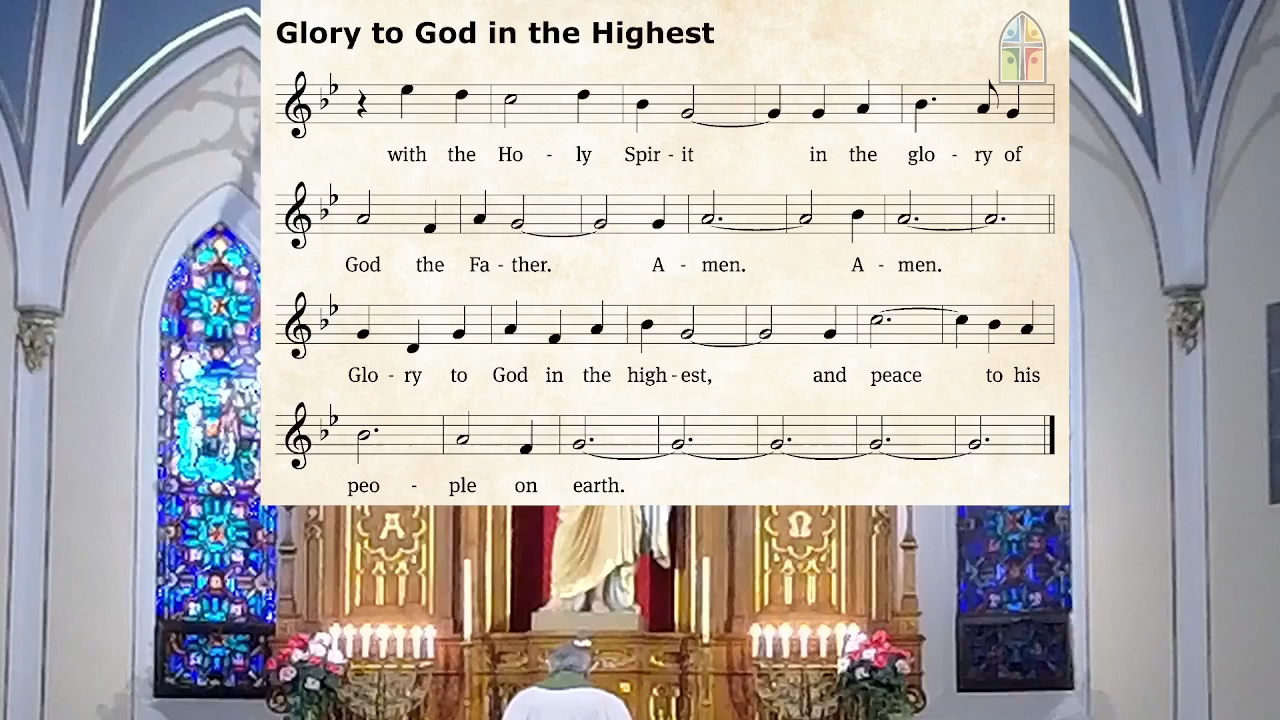 Glory to God in the Highest
with the Ho - ly Spir - it in the glo - ry of
God the Fa - ther. A - men. A - men.
Glo - ry to God in the high - est, and peace to his
peo - ple on earth.
A Ω